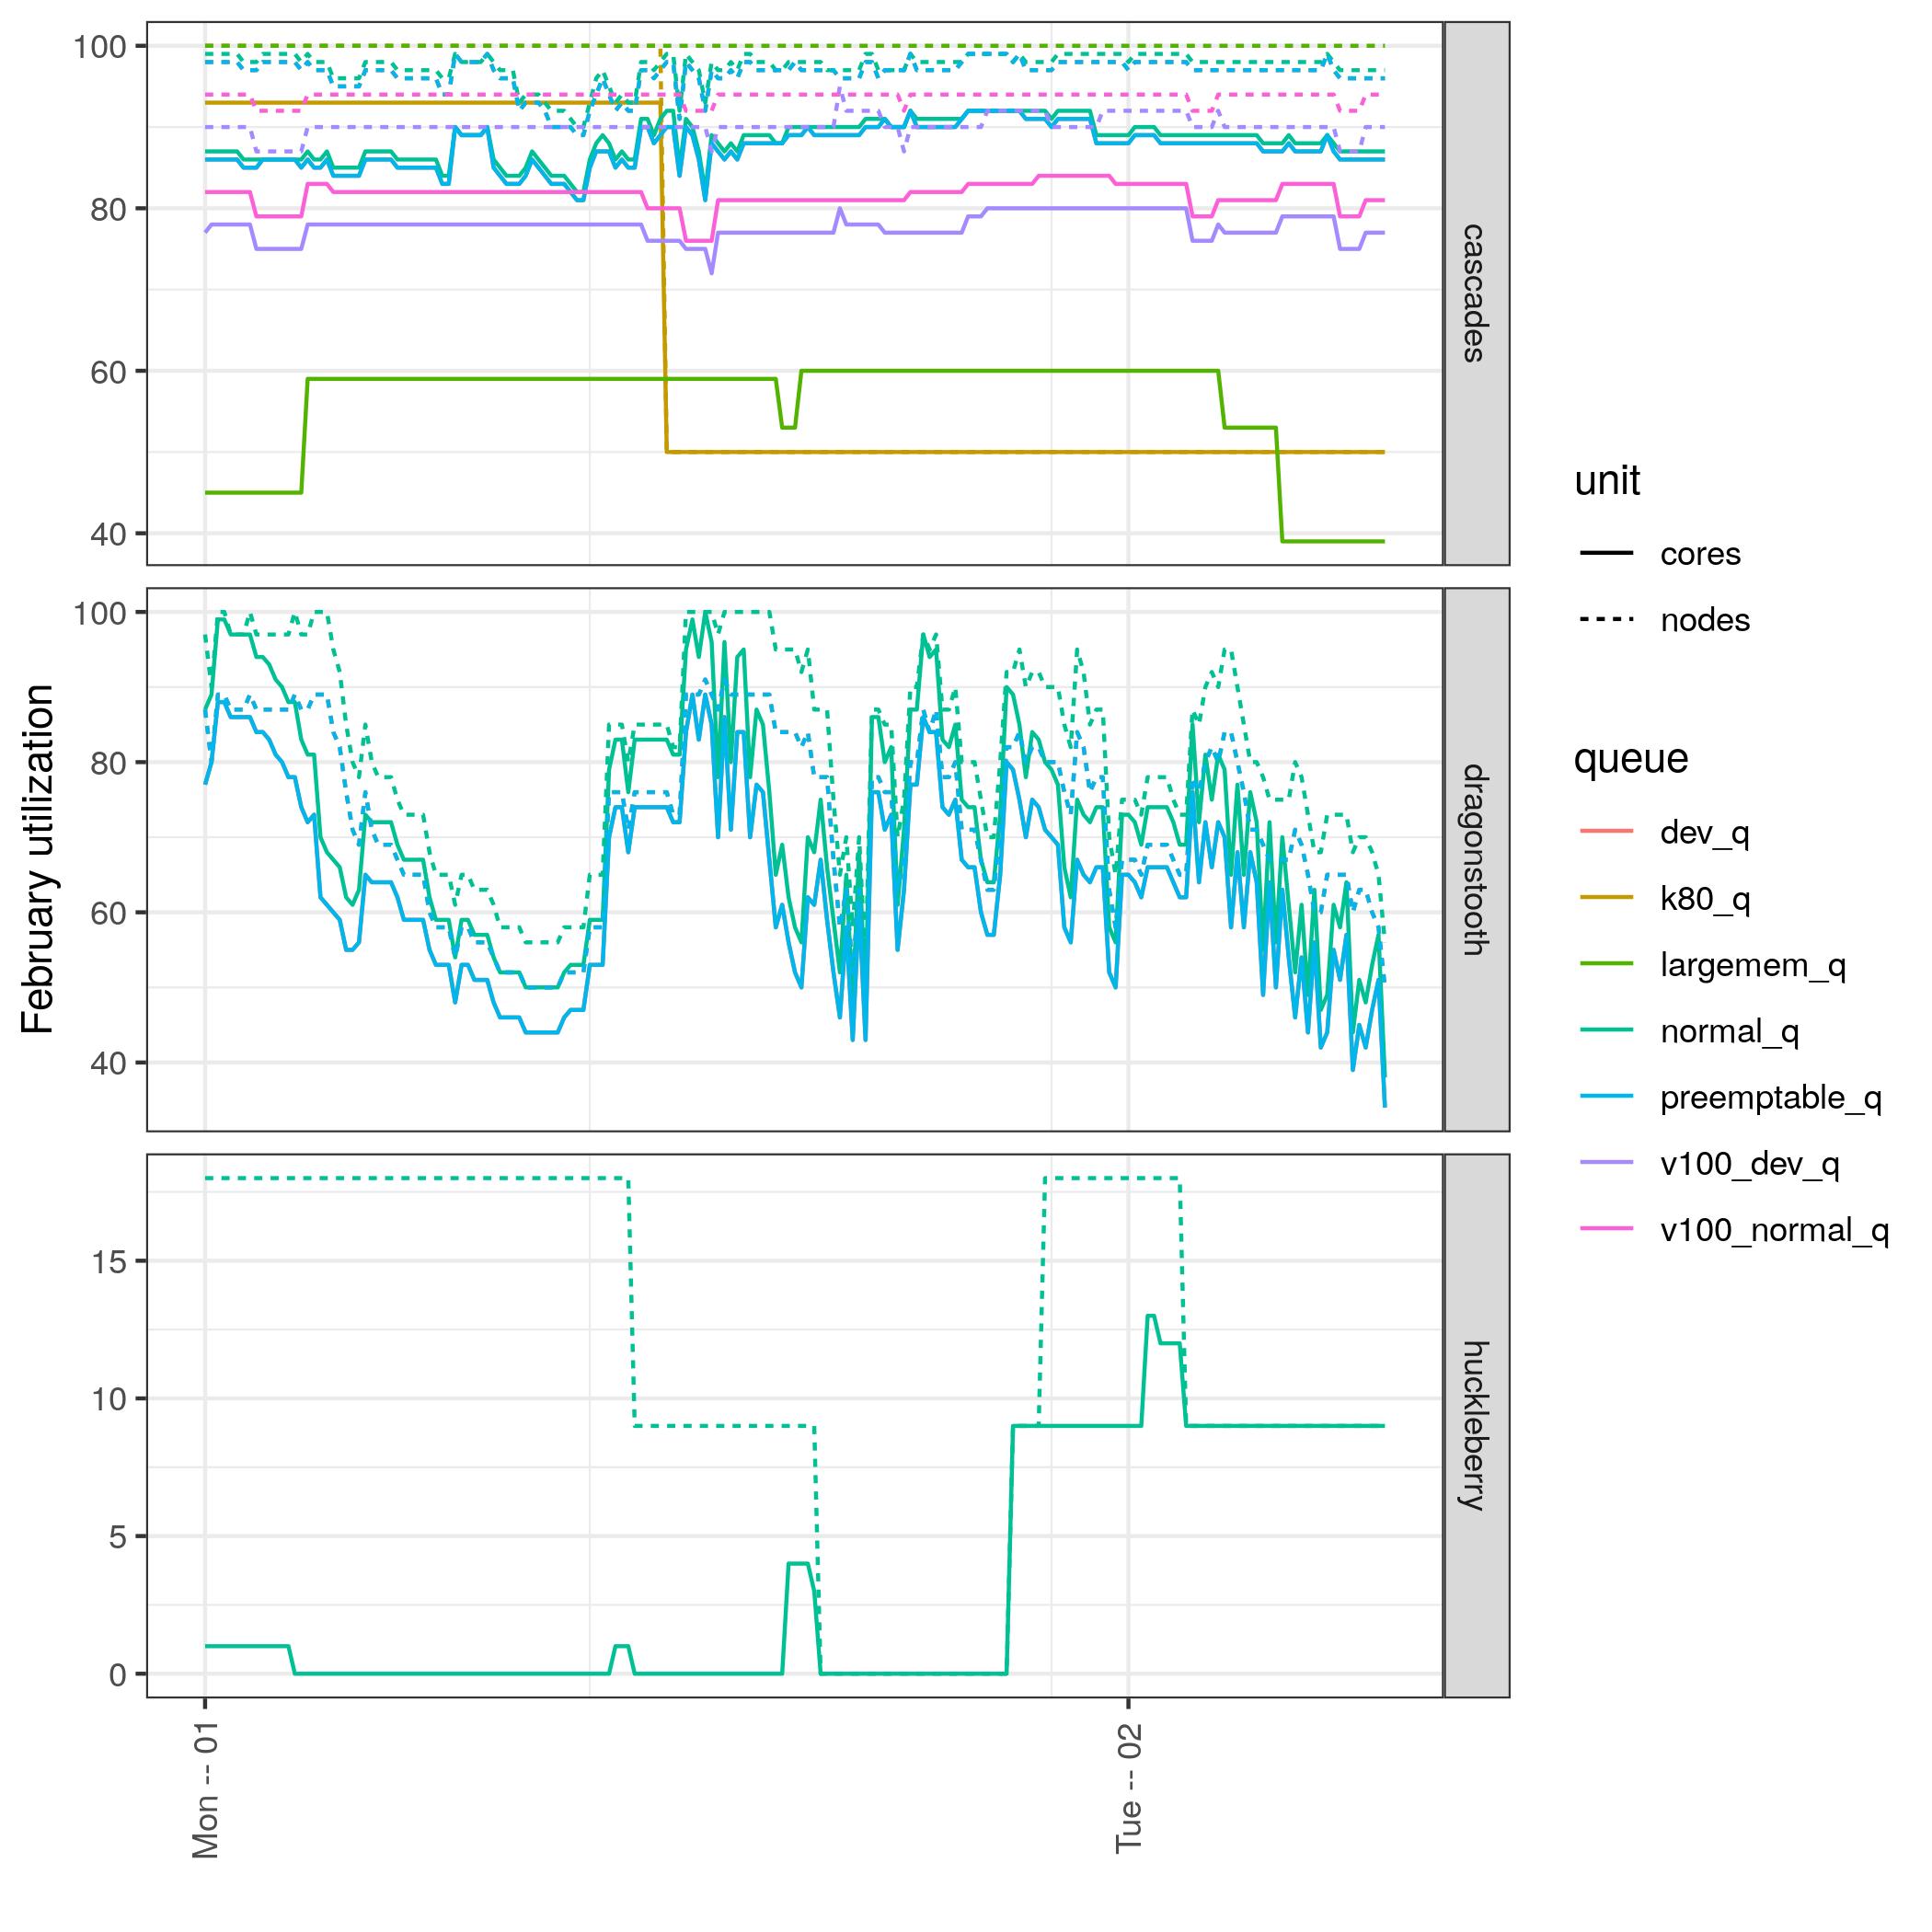 February utilization
100
80
60
40
cascades
100
80
60
40
dragonstooth
15
10
5
0
huckleberry
Mon -- 01
Tue -- 02
unit
cores
nodes
queue
dev_q
k80_q
largemem_q
normal_q
preemptable_q
v100_dev_q
v100_normal_q